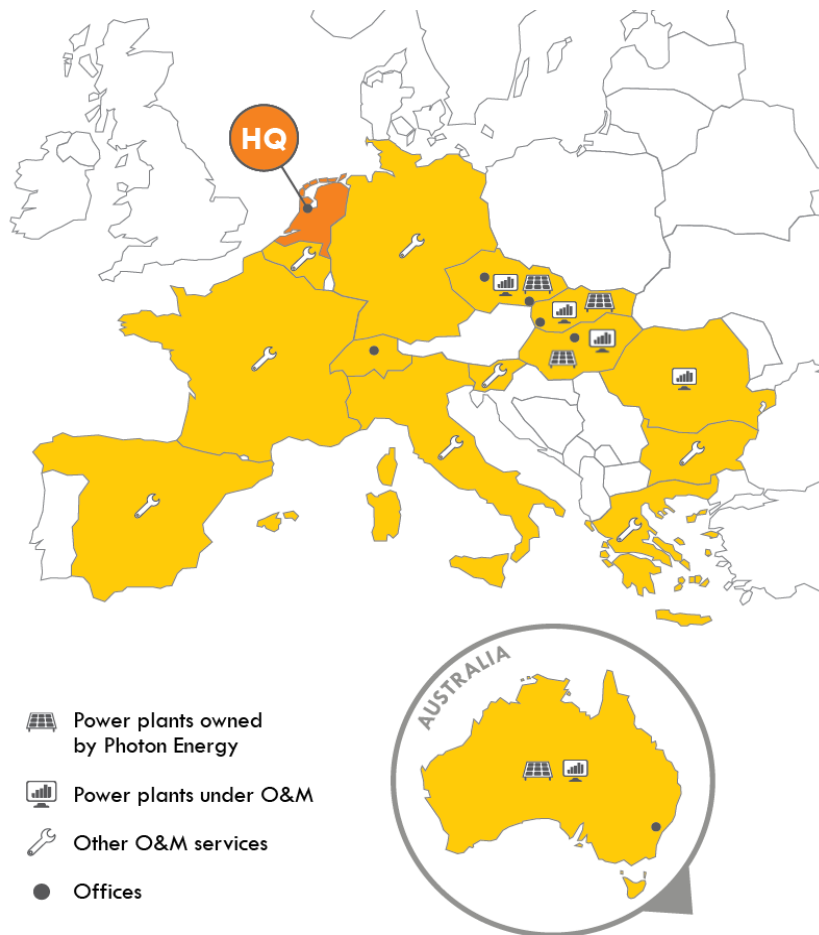 HQ
AUSTRALIA
Power plants owned
by Photon Energy
Power plants under O&M
Other O&M services
Offices